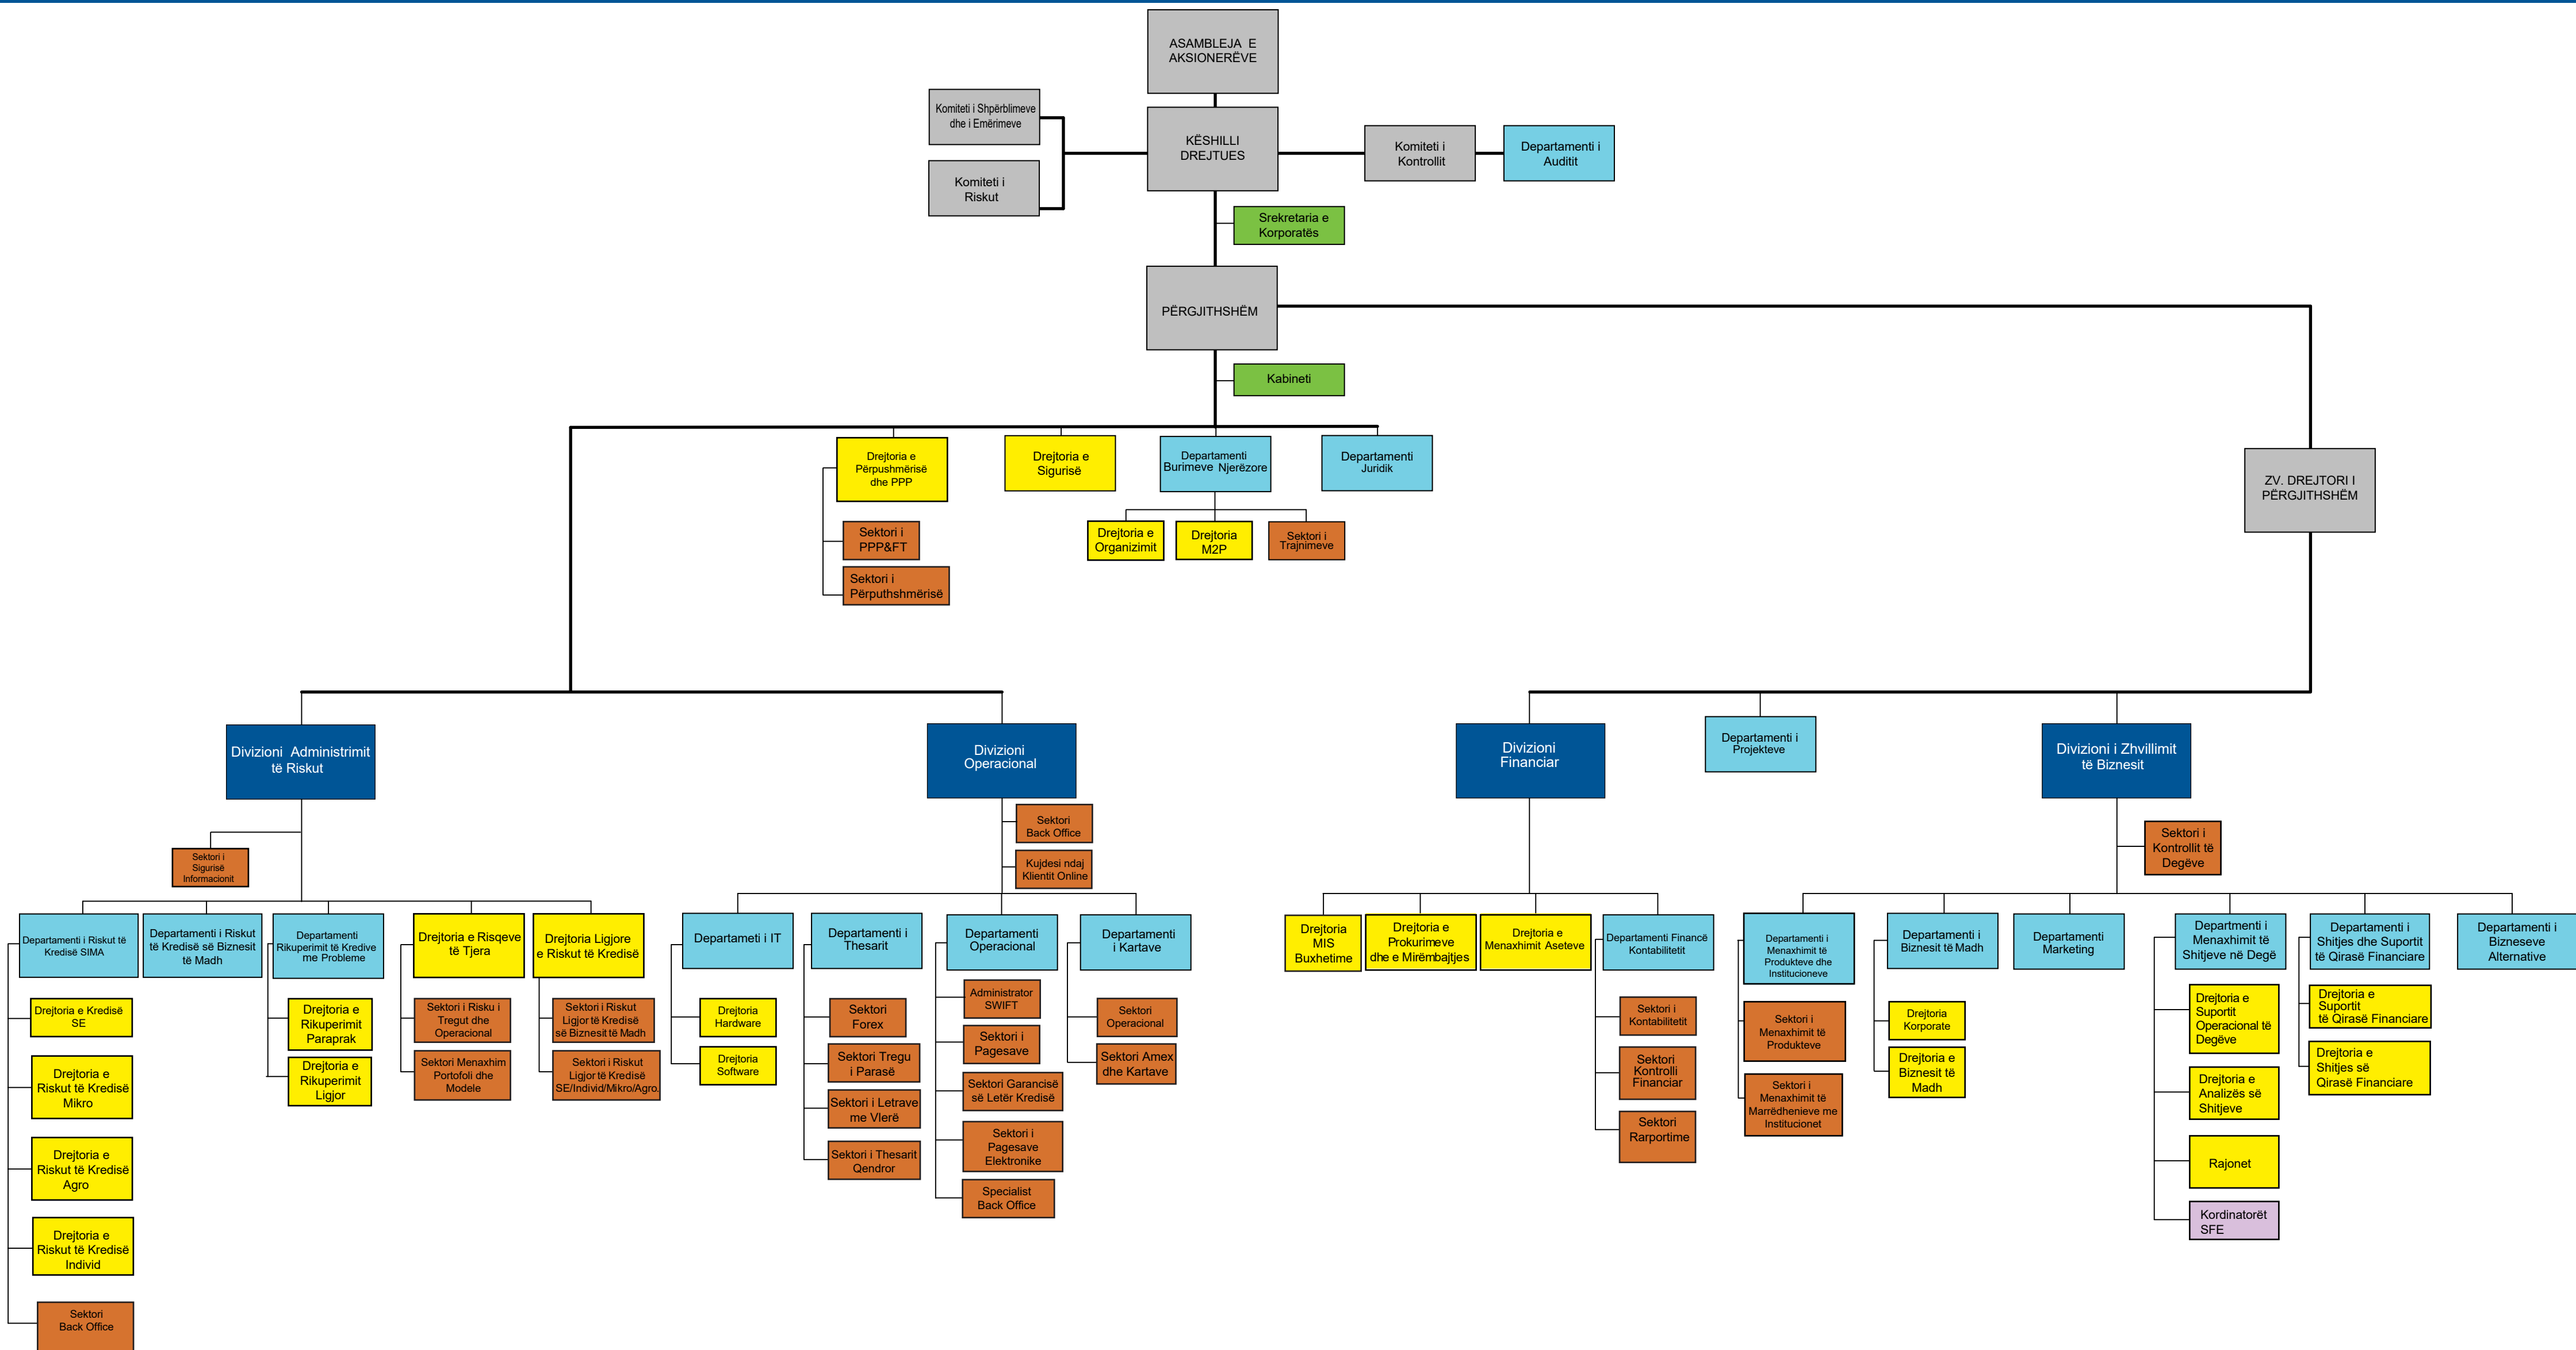 ASAMBLEJA E
AKSIONERËVE
Komiteti i Shpërblimeve
dhe i Emërimeve
Komiteti i
Riskut
KËSHILLI
DREJTUES
Komiteti i
Kontrollit
Departamenti i
Auditit
Srekretaria e
Korporatës
PËRGJITHSHËM
Kabineti
Drejtoria e
Përpushmërisë
dhe PPP
Drejtoria e
Sigurisë
Departamenti
Burimeve Njerëzore
Departamenti
Juridik
ZV. DREJTORI I
PËRGJITHSHËM
Sektori i
PPP&FT
Sektori i
Përputhshmërisë
Drejtoria e
Organizimit
Drejtoria
M2P
Sektori i
Trajnimeve
Divizioni Administrimit
të Riskut
Divizioni
Operacional
Divizioni
Financiar
Departamenti i
Projekteve
Divizioni i Zhvillimit
të Biznesit
Sektori i
Sigurisë
Informacionit
Sektori
Back Office
Kujdesi ndaj
Klientit Online
Sektori i
Kontrollit të
Degëve
Departamenti i Riskut të
Kredisë SIMA
Departamenti i Riskut
të Kredisë së Biznesit
të Madh
Departamenti
Rikuperimit të Kredive
me Probleme
Drejtoria e Risqeve
të Tjera
Drejtoria Ligjore
e Riskut të Kredisë
Departameti i IT
Departamenti i
Thesarit
Departamenti
Operacional
Departamenti
i Kartave
Drejtoria
MIS
Buxhetime
Drejtoria e
Prokurimeve
dhe e Mirëmbajtjes
Drejtoria e
Menaxhimit Aseteve
Departamenti Financë
Kontabilitetit
Departamenti i
Menaxhimit të
Produkteve dhe
Institucioneve
Departamenti i
Biznesit të Madh
Departamenti
Marketing
Departmenti i
Menaxhimit të
Shitjeve në Degë
Departamenti i
Shitjes dhe Suportit
të Qirasë Financiare
Departamenti i
Bizneseve
Alternative
Drejtoria e Kredisë
SE
Drejtoria e
Riskut të Kredisë
Mikro
Drejtoria e
Riskut të Kredisë
Agro
Drejtoria e
Riskut të Kredisë
Individ
Sektori
Back Office
Drejtoria e
Rikuperimit
Paraprak
Drejtoria e
Rikuperimit
Ligjor
Sektori i Risku i
Tregut dhe
Operacional
Sektori Menaxhim
Portofoli dhe
Modele
Sektori i Riskut
Ligjor të Kredisë
së Biznesit të Madh
Sektori i Riskut
Ligjor të Kredisë
SE/Individ/Mikro/Agro.
Drejtoria
Hardware
Drejtoria
Software
Sektori
Forex
Sektori Tregu
i Parasë
Sektori i Letrave
me Vlerë
Sektori i Thesarit
Qendror
Administrator
SWIFT
Sektori i
Pagesave
Sektori Garancisë
së Letër Kredisë
Sektori i
Pagesave
Elektronike
Specialist
Back Office
Sektori
Operacional
Sektori Amex
dhe Kartave
Sektori i
Kontabilitetit
Sektori
Kontrolli
Financiar
Sektori
Rarportime
Sektori i
Menaxhimit të
Produkteve
Sektori i
Menaxhimit të
Marrëdhenieve me
Institucionet
Drejtoria
Korporate
Drejtoria e
Biznesit të
Madh
Drejtoria e
Suportit
Operacional të
Degëve
Drejtoria e
Analizës së
Shitjeve
Rajonet
Kordinatorët
SFE
Drejtoria e
Suportit
të Qirasë Financiare
Drejtoria e
Shitjes së
Qirasë Financiare